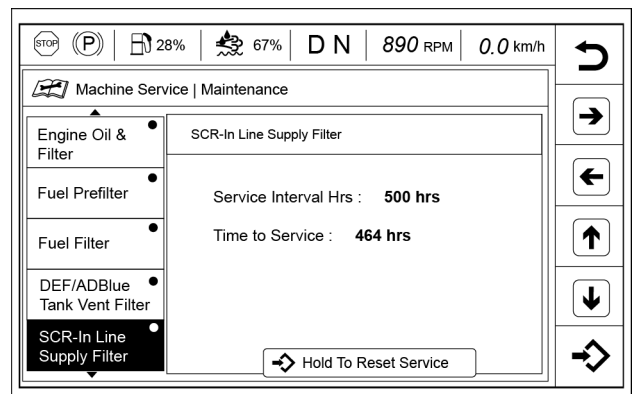 STOP (P) 28% 67% D N 890 RPM 0.0 km/h
Machine Service | Maintenance
Engine Oil &
Filter
Fuel Prefilter
Fuel Filter
DEF/ADBlue
Tank Vent Filter
SCR-In Line
Supply Filter
SCR-In Line Supply Filter
Service Interval Hrs : 500 hrs
Time to Service : 464 hrs
Hold To Reset Service